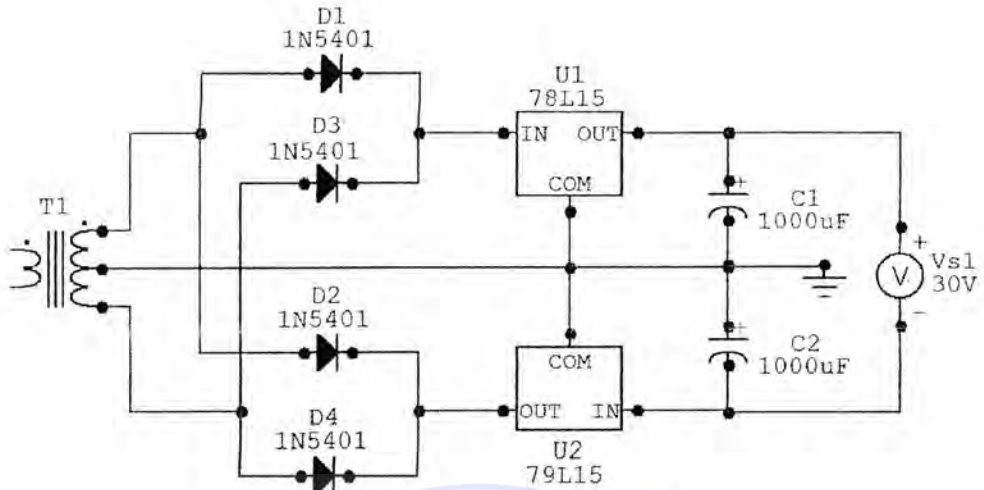 D1
1N5401
D3
1N5401
T1
D2
1N5401
D4
1N5401
U1
78L15
IN OUT
COM
+
C1
1000uF
+
V
Vs1
30V
-
+
C2
1000uF
COM
OUT IN
U2
79L15